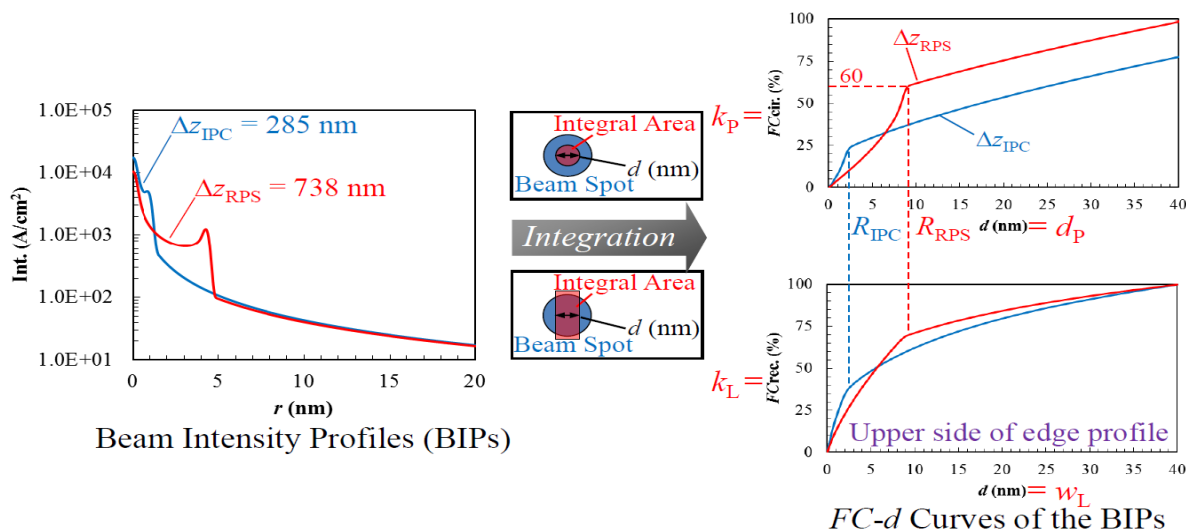 1.0E+05
1.0E+04
1.0E+03
1.0E+02
1.0E+01
Int. (A/cm²)
Δz_IPC = 285 nm
Δz_RPS = 738 nm
0 5 10 15 20
r (nm)
Beam Intensity Profiles (BIPs)
Integral Area
d (nm)
Beam Spot
Integration
Integral Area
d (nm)
Beam Spot
k_P =
FCcir. (%)
100
75
50
25
0
60
Δz_RPS
Δz_IPC
0 5 10 15 20 25 30 35 40
R_IPC R_RPS d (nm) = d_P
k_L =
FCrec. (%)
100
75
50
25
0
Upper side of edge profile
0 5 10 15 20 25 30 35 40
d (nm) = w_L
FC-d Curves of the BIPs